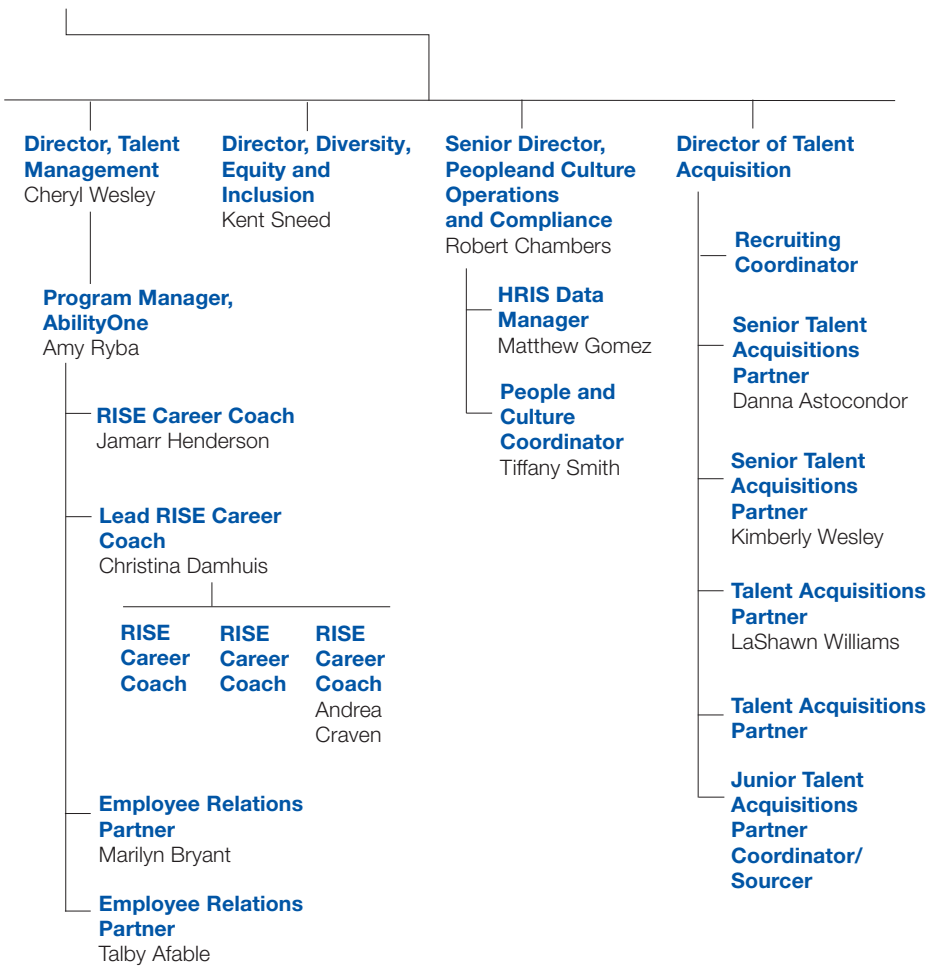 Director, Talent
Management
Cheryl Wesley
Program Manager,
AbilityOne
Amy Ryba
RISE Career Coach
Jamarr Henderson
Lead RISE Career
Coach
Christina Damhuis
RISE
Career
Coach
RISE
Career
Coach
RISE
Career
Coach
Andrea
Craven
Employee Relations
Partner
Marilyn Bryant
Employee Relations
Partner
Talby Afable
Director, Diversity,
Equity and
Inclusion
Kent Sneed
Senior Director,
Peopleand Culture
Operations
and Compliance
Robert Chambers
HRIS Data
Manager
Matthew Gomez
People and
Culture
Coordinator
Tiffany Smith
Director of Talent
Acquisition
Recruiting
Coordinator
Senior Talent
Acquisitions
Partner
Danna Astocondor
Senior Talent
Acquisitions
Partner
Kimberly Wesley
Talent Acquisitions
Partner
LaShawn Williams
Talent Acquisitions
Partner
Junior Talent
Acquisitions
Partner
Coordinator/
Sourcer